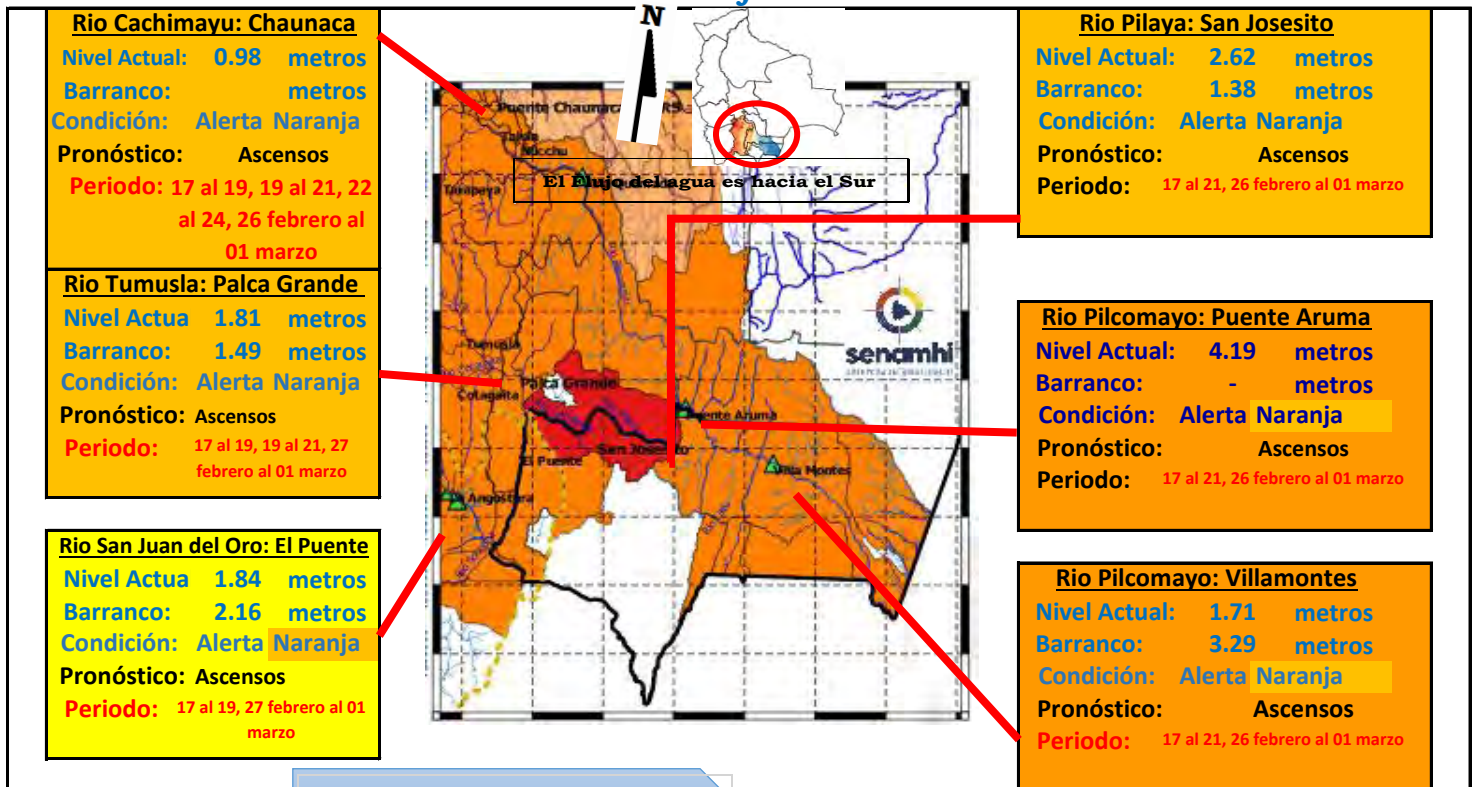 Rio Cachimayu: Chaunaca
Nivel Actual: 0.98 metros
Barranco: metros
Condición: Alerta Naranja
Pronóstico: Ascensos
Periodo: 17 al 19, 19 al 21, 22
al 24, 26 febrero al
01 marzo
Rio Tumusla: Palca Grande
Nivel Actua 1.81 metros
Barranco: 1.49 metros
Condición: Alerta Naranja
Pronóstico: Ascensos
Periodo: 17 al 19, 19 al 21, 27
febrero al 01 marzo
Rio San Juan del Oro: El Puente
Nivel Actua 1.84 metros
Barranco: 2.16 metros
Condición: Alerta Naranja
Pronóstico: Ascensos
Periodo: 17 al 19, 27 febrero al 01
marzo
N
Puente Chaunaca
El Flujo del agua es hacia el Sur
Tarapaya
senamhi
Tumusla
Palca Grande
Cotagaita
Puente Aruma
San Josesito
El Puente
Villa Montes
Angostura
Rio Pilaya: San Josesito
Nivel Actual: 2.62 metros
Barranco: 1.38 metros
Condición: Alerta Naranja
Pronóstico: Ascensos
Periodo: 17 al 21, 26 febrero al 01 marzo
Rio Pilcomayo: Puente Aruma
Nivel Actual: 4.19 metros
Barranco: - metros
Condición: Alerta Naranja
Pronóstico: Ascensos
Periodo: 17 al 21, 26 febrero al 01 marzo
Rio Pilcomayo: Villamontes
Nivel Actual: 1.71 metros
Barranco: 3.29 metros
Condición: Alerta Naranja
Pronóstico: Ascensos
Periodo: 17 al 21, 26 febrero al 01 marzo